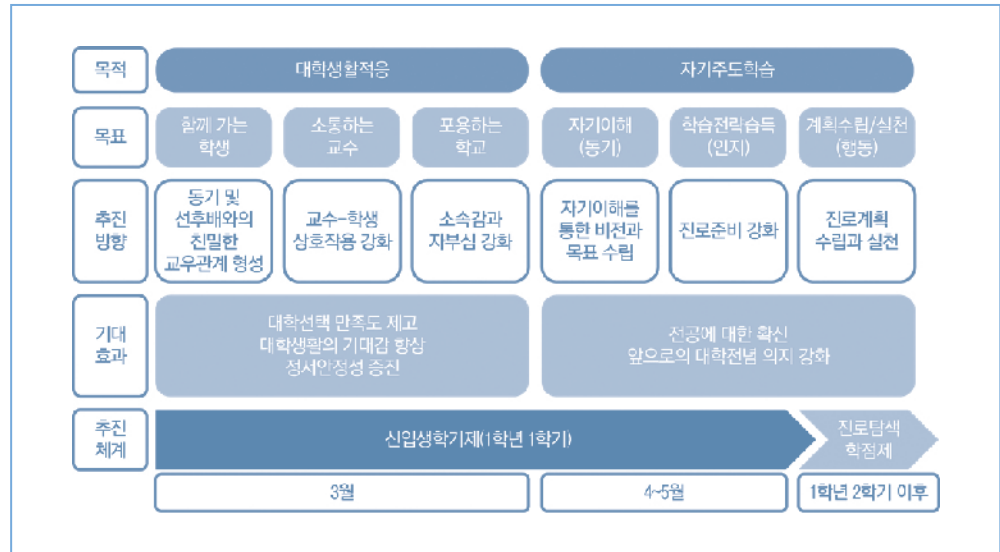 목적
대학생활적응
자기주도학습
목표
함께 가는
학생
소통하는
교수
포용하는
학교
자기이해
(동기)
학습전략습득
(인지)
계획수립/실천
(행동)
추진
방향
동기 및
선후배와의
친밀한
교우관계 형성
교수-학생
상호작용 강화
소속감과
자부심 강화
자기이해를
통한 비전과
목표 수립
진로준비 강화
진로계획
수립과 실천
기대
효과
대학선택 만족도 제고
대학생활의 기대감 향상
정서안정성 증진
전공에 대한 확신
앞으로의 대학전념 의지 강화
추진
체계
신입생학기제(1학년 1학기)
진로탐색
학점제
3월
4~5월
1학년 2학기 이후